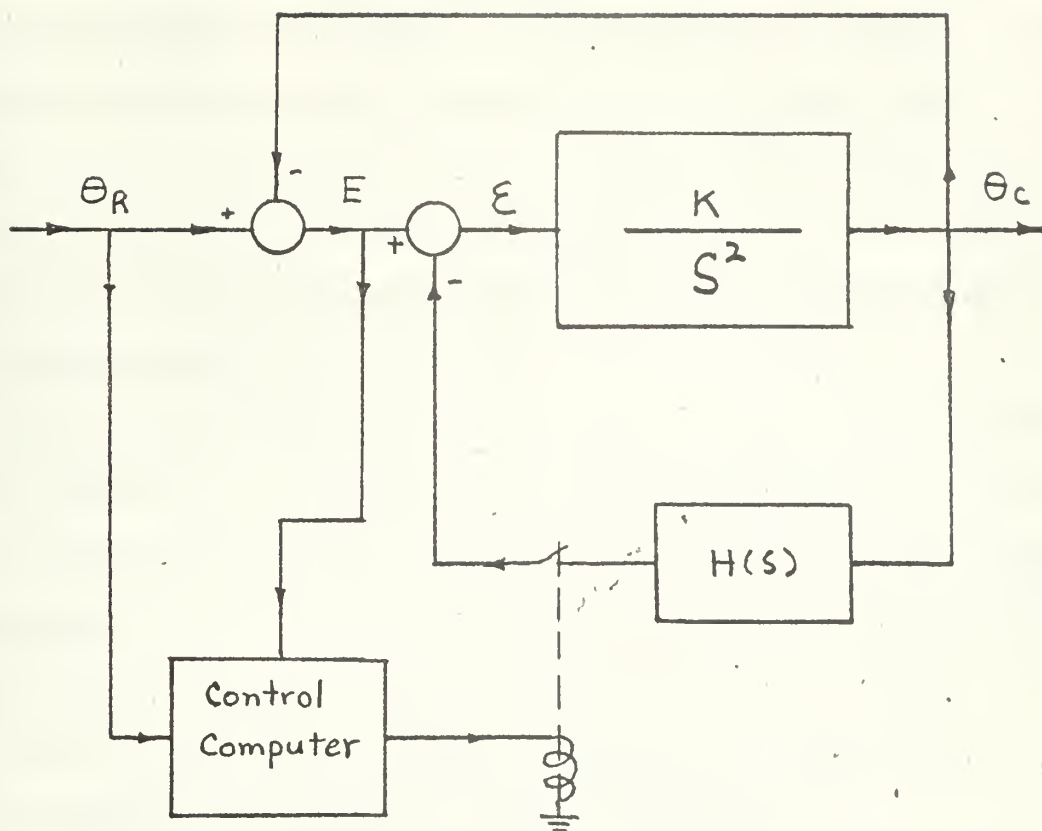 -
θR
+
E
+
ε
K
S²
θc
-
H(S)
Control
Computer